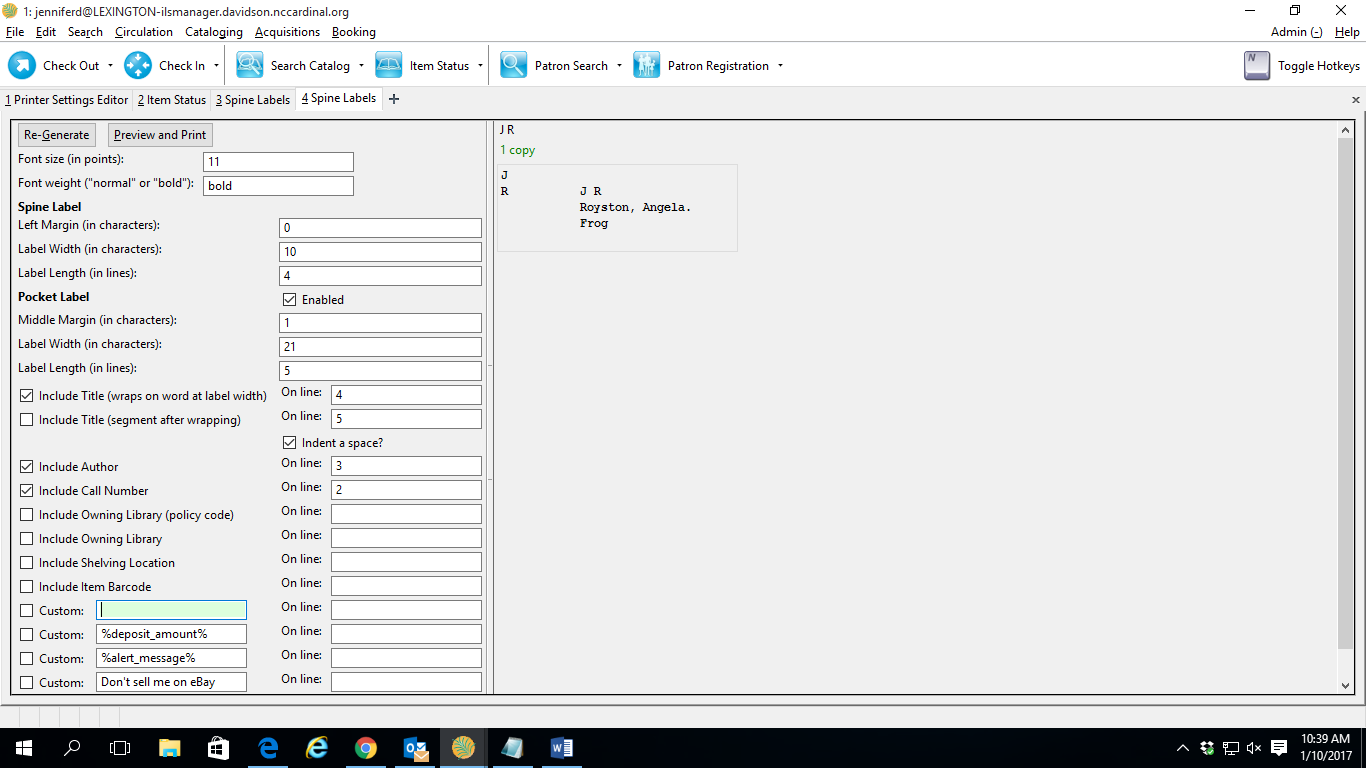 1: jenniferd@LEXINGTON-ilsmanager.davidson.nccardinal.org
File Edit Search Circulation Cataloging Acquisitions Booking Admin (-) Help
Check Out Check In Search Catalog Item Status Patron Search Patron Registration N Toggle Hotkeys
1 Printer Settings Editor 2 Item Status 3 Spine Labels 4 Spine Labels
Re-Generate Preview and Print
Font size (in points): 11
Font weight ("normal" or "bold"): bold
Spine Label
Left Margin (in characters): 0
Label Width (in characters): 10
Label Length (in lines): 4
Pocket Label Enabled
Middle Margin (in characters): 1
Label Width (in characters): 21
Label Length (in lines): 5
Include Title (wraps on word at label width) On line: 4
Include Title (segment after wrapping) On line: 5
Indent a space?
Include Author On line: 3
Include Call Number On line: 2
Include Owning Library (policy code) On line:
Include Owning Library On line:
Include Shelving Location On line:
Include Item Barcode On line:
Custom: On line:
Custom: %deposit_amount% On line:
Custom: %alert_message% On line:
Custom: Don't sell me on eBay On line:
J R
1 copy
J
R J R
Royston, Angela.
Frog
10:39 AM
1/10/2017